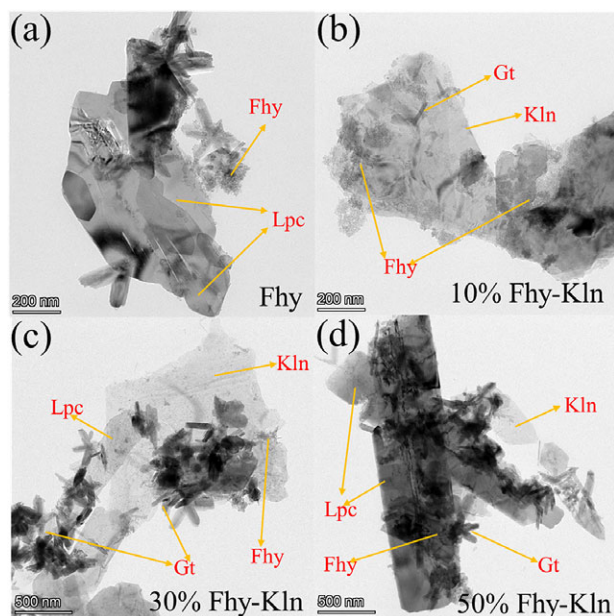 (a)
Fhy
Lpc
200 nm
Fhy
(b)
Gt
Kln
Fhy
200 nm
10% Fhy-Kln
(c)
Kln
Lpc
Gt
Fhy
500 nm
30% Fhy-Kln
(d)
Kln
Lpc
Fhy
Gt
500 nm
50% Fhy-Kln